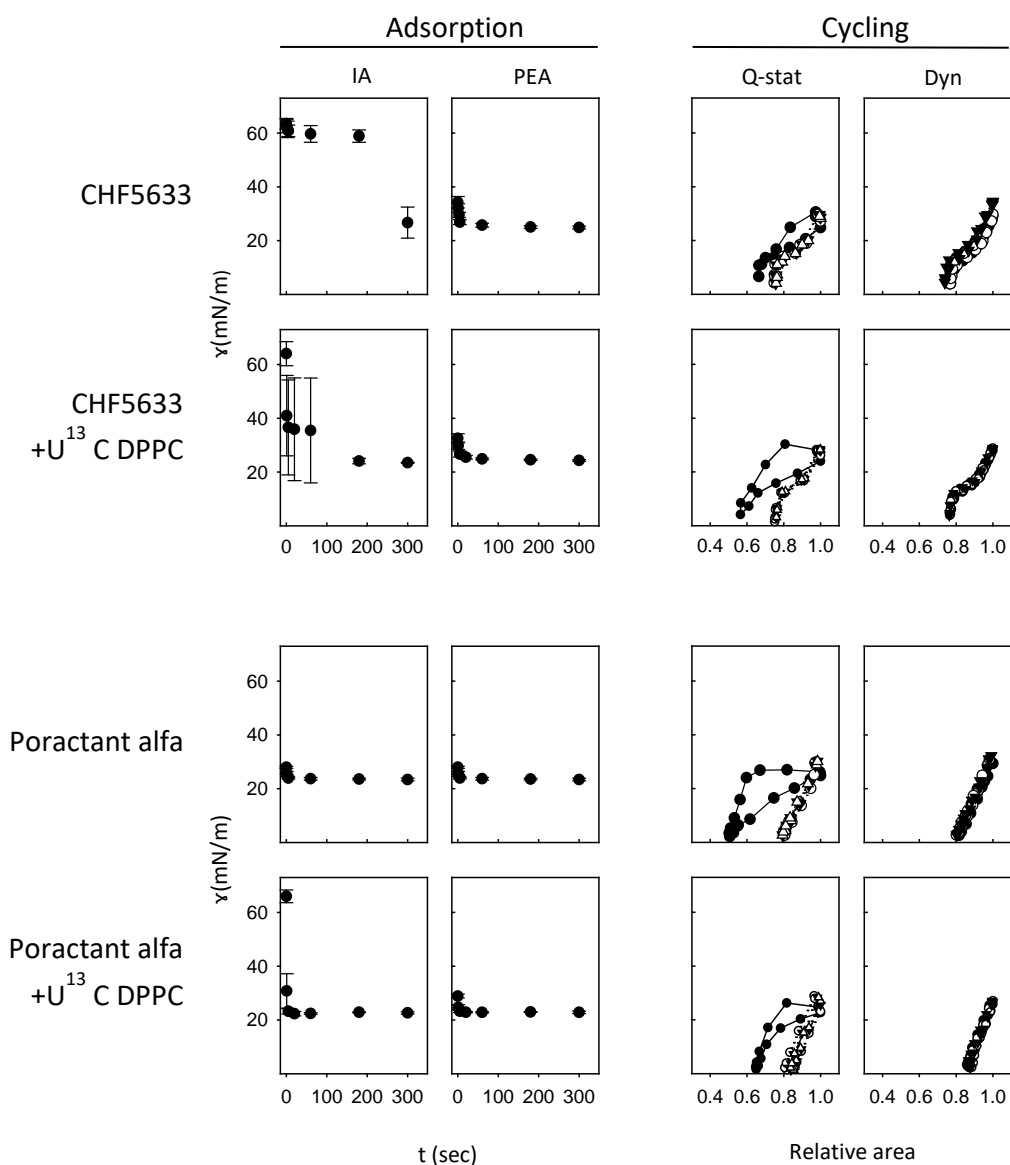 Adsorption Cycling
IA PEA Q-stat Dyn
CHF5633
60
40
20
CHF5633
+U13 C DPPC
60
40
20
ɤ(mN/m)
0 100 200 300 0 100 200 300 0.4 0.6 0.8 1.0 0.4 0.6 0.8 1.0
Poractant alfa
60
40
20
Poractant alfa
+U13 C DPPC
60
40
20
ɤ(mN/m)
0 100 200 300 0 100 200 300 0.4 0.6 0.8 1.0 0.4 0.6 0.8 1.0
t (sec) Relative area